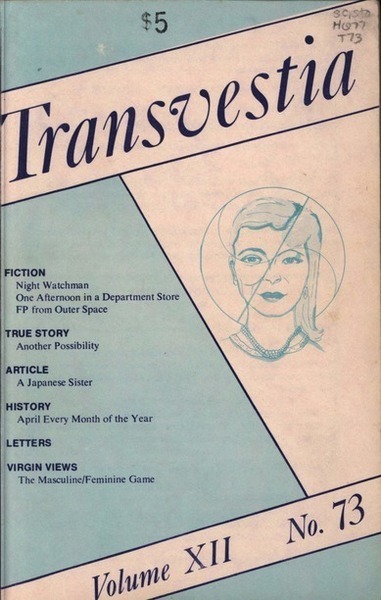 $5
H977
T73
Transvestia
FICTION
Night Watchman
One Afternoon in a Department Store
FP from Outer Space
TRUE STORY
Another Possibility
ARTICLE
A Japanese Sister
HISTORY
April Every Month of the Year
LETTERS
VIRGIN VIEWS
The Masculine/Feminine Game
Volume XII No. 73